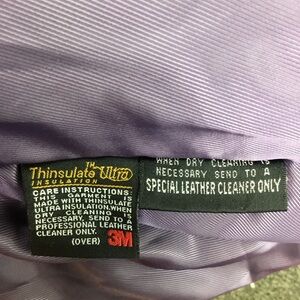 Thinsulate™ Ultra
INSULATION
CARE INSTRUCTIONS:
THIS GARMENT IS
MADE WITH THINSULATE
ULTRA INSULATION.WHEN
DRY CLEANING IS
NECESSARY, SEND TO A
PROFESSIONAL LEATHER
CLEANER ONLY.
(OVER) 3M
WHEN DRY CLEANING IS
NECESSARY SEND TO A
SPECIAL LEATHER CLEANER ONLY